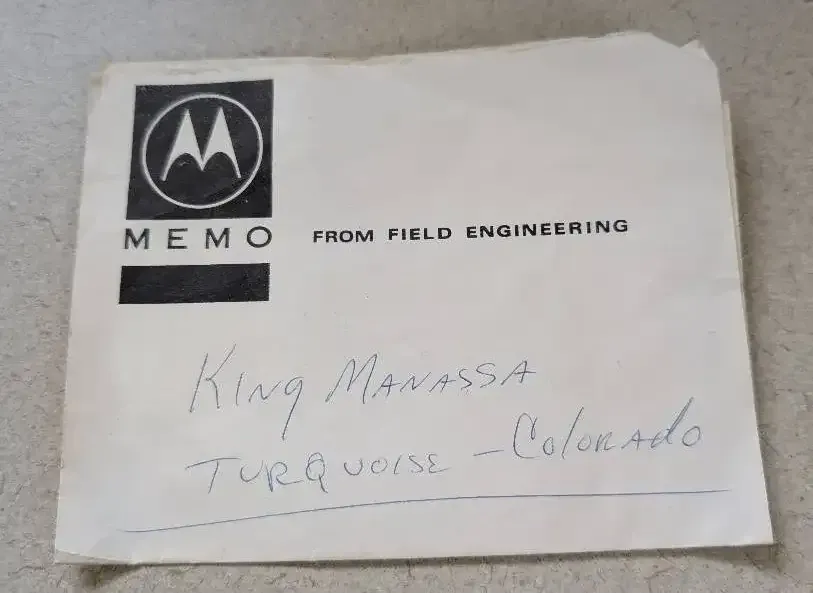 MEMO FROM FIELD ENGINEERING
King MANASSA
TURQUOISE - Colorado